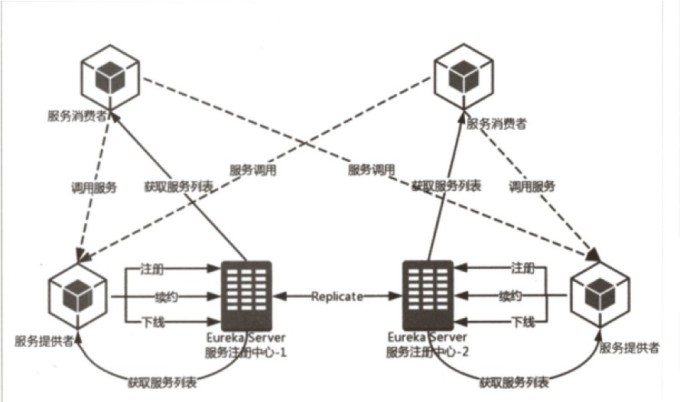 服务消费者
服务消费者
服务调用
服务调用
调用服务
获取服务列表
获取服务列表
调用服务
注册
续约
下线
Replicate
注册
续约
下线
服务提供者
Eureka Server
服务注册中心-1
Eureka Server
服务注册中心-2
服务提供者
获取服务列表
获取服务列表